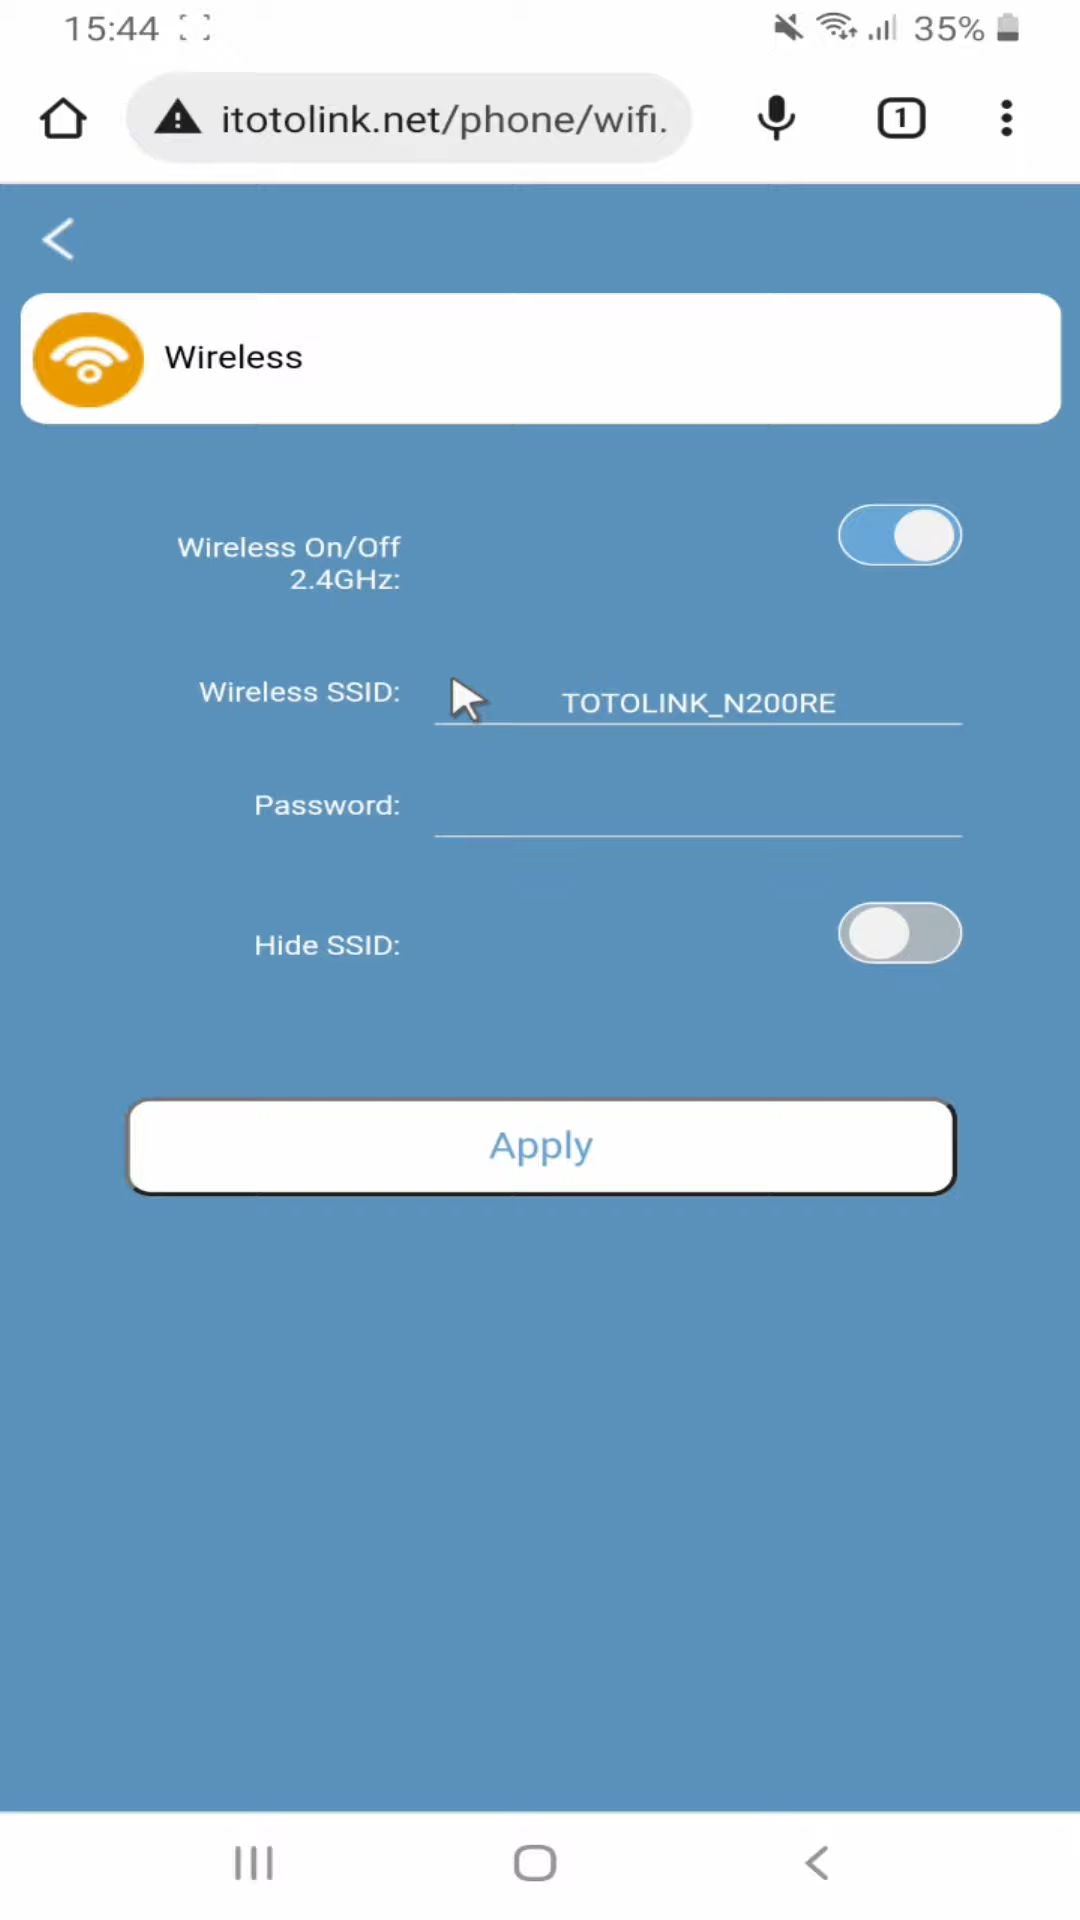 15:44
35%
itotolink.net/phone/wifi.
1
Wireless
Wireless On/Off
2.4GHz:
Wireless SSID:
TOTOLINK_N200RE
Password:
Hide SSID:
Apply